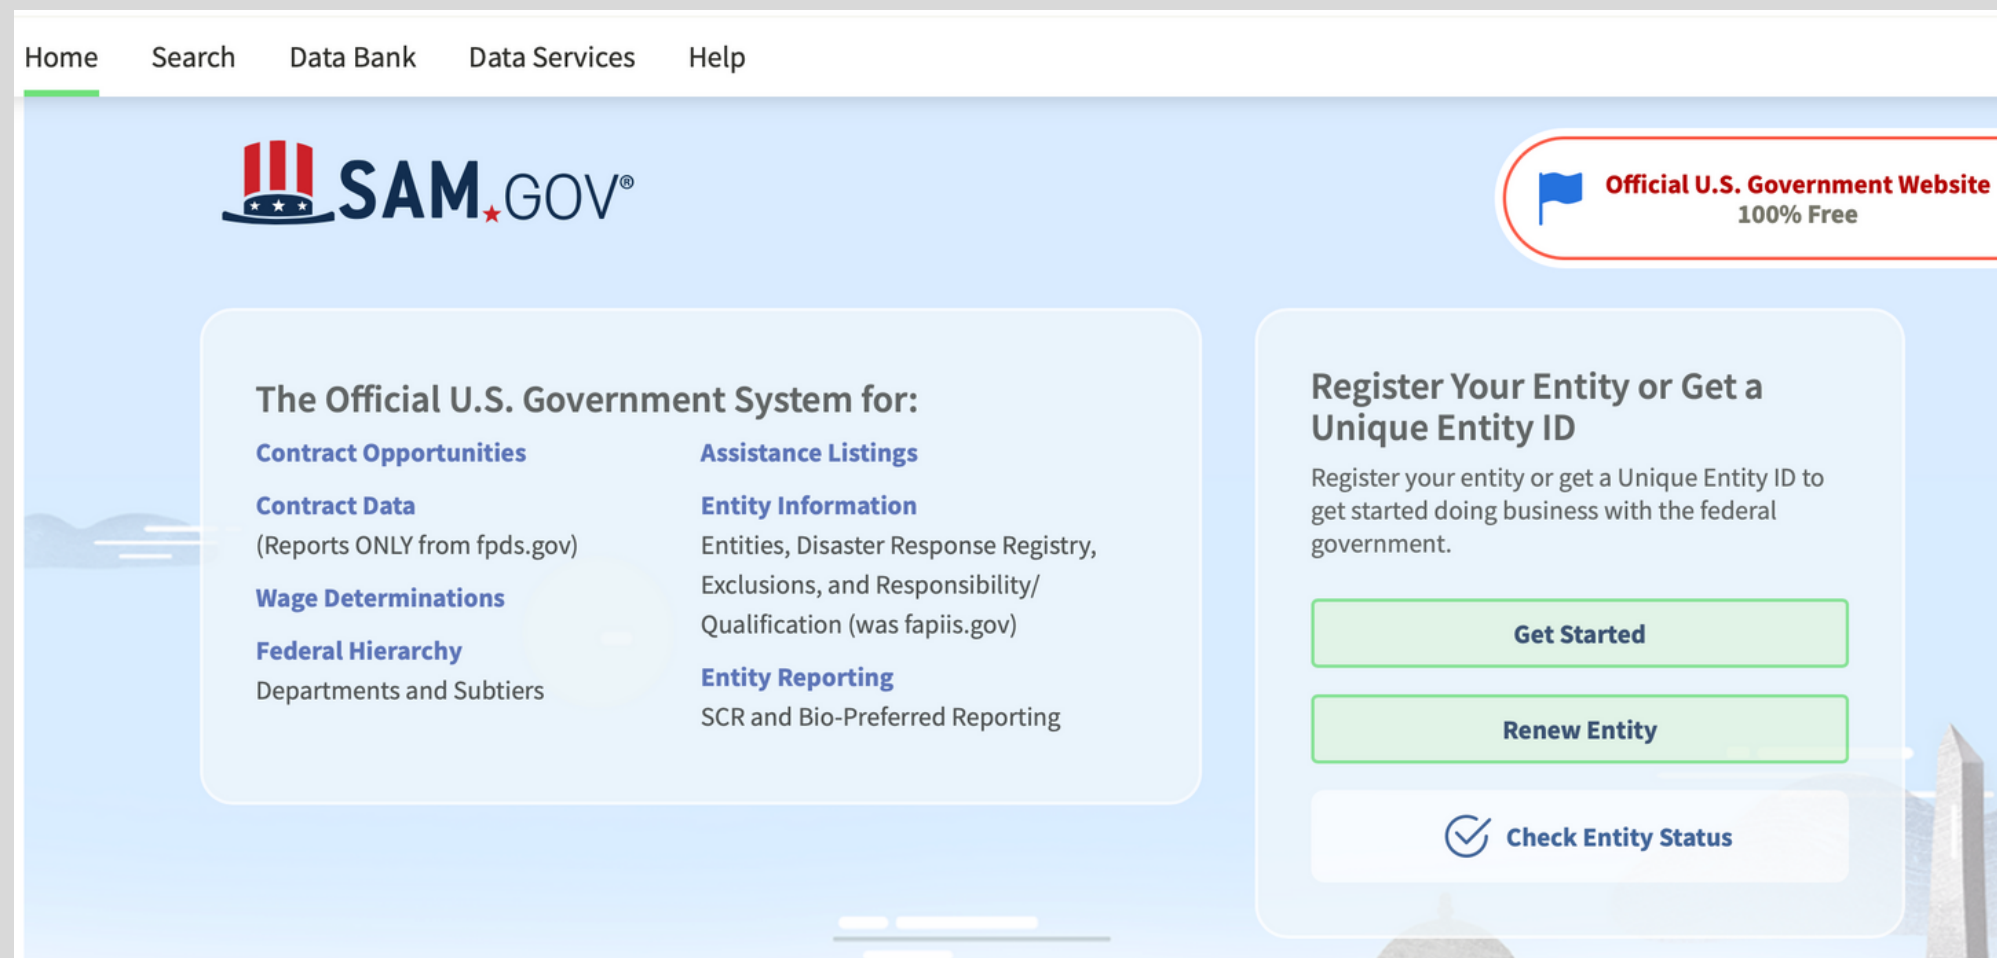 Home Search Data Bank Data Services Help
SAM.GOV®
Official U.S. Government Website
100% Free
The Official U.S. Government System for:
Contract Opportunities
Contract Data
(Reports ONLY from fpds.gov)
Wage Determinations
Federal Hierarchy
Departments and Subtiers
Assistance Listings
Entity Information
Entities, Disaster Response Registry,
Exclusions, and Responsibility/
Qualification (was fapiis.gov)
Entity Reporting
SCR and Bio-Preferred Reporting
Register Your Entity or Get a
Unique Entity ID
Register your entity or get a Unique Entity ID to
get started doing business with the federal
government.
Get Started
Renew Entity
Check Entity Status